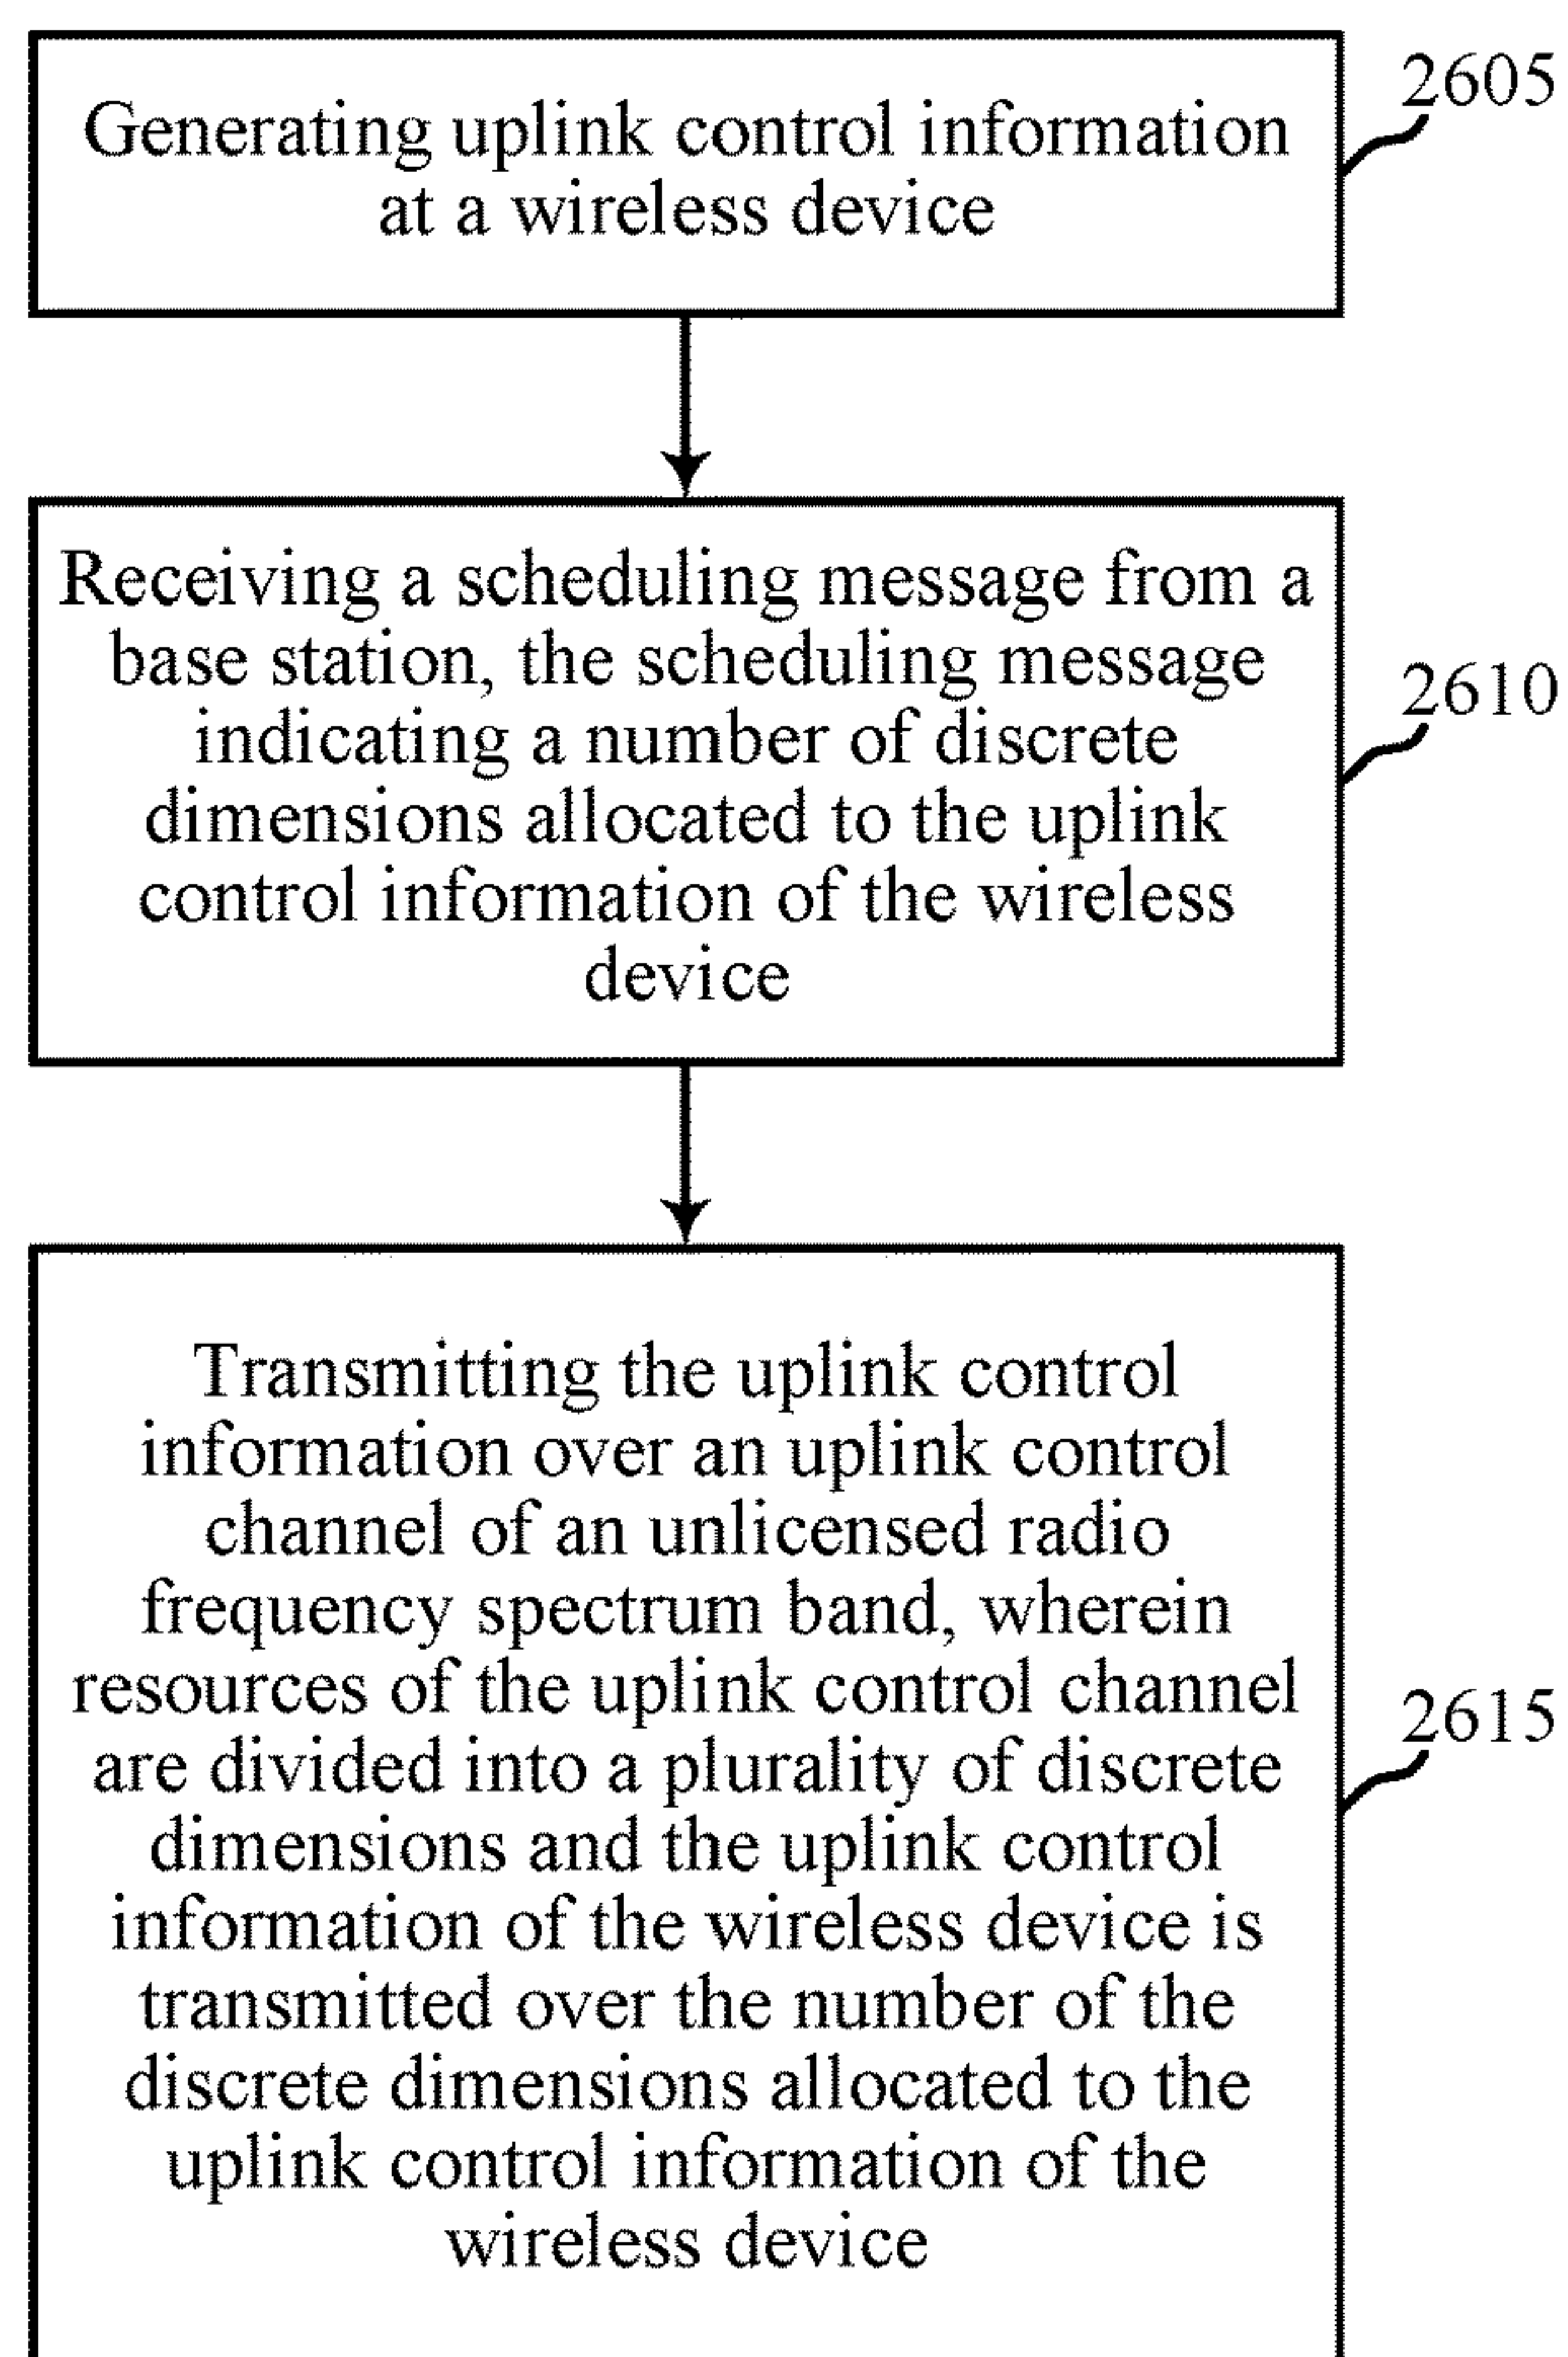 2605
Generating uplink control information
at a wireless device
Receiving a scheduling message from a
base station, the scheduling message
indicating a number of discrete
dimensions allocated to the uplink
control information of the wireless
device
2610
Transmitting the uplink control
information over an uplink control
channel of an unlicensed radio
frequency spectrum band, wherein
resources of the uplink control channel
are divided into a plurality of discrete
dimensions and the uplink control
information of the wireless device is
transmitted over the number of the
discrete dimensions allocated to the
uplink control information of the
wireless device
2615